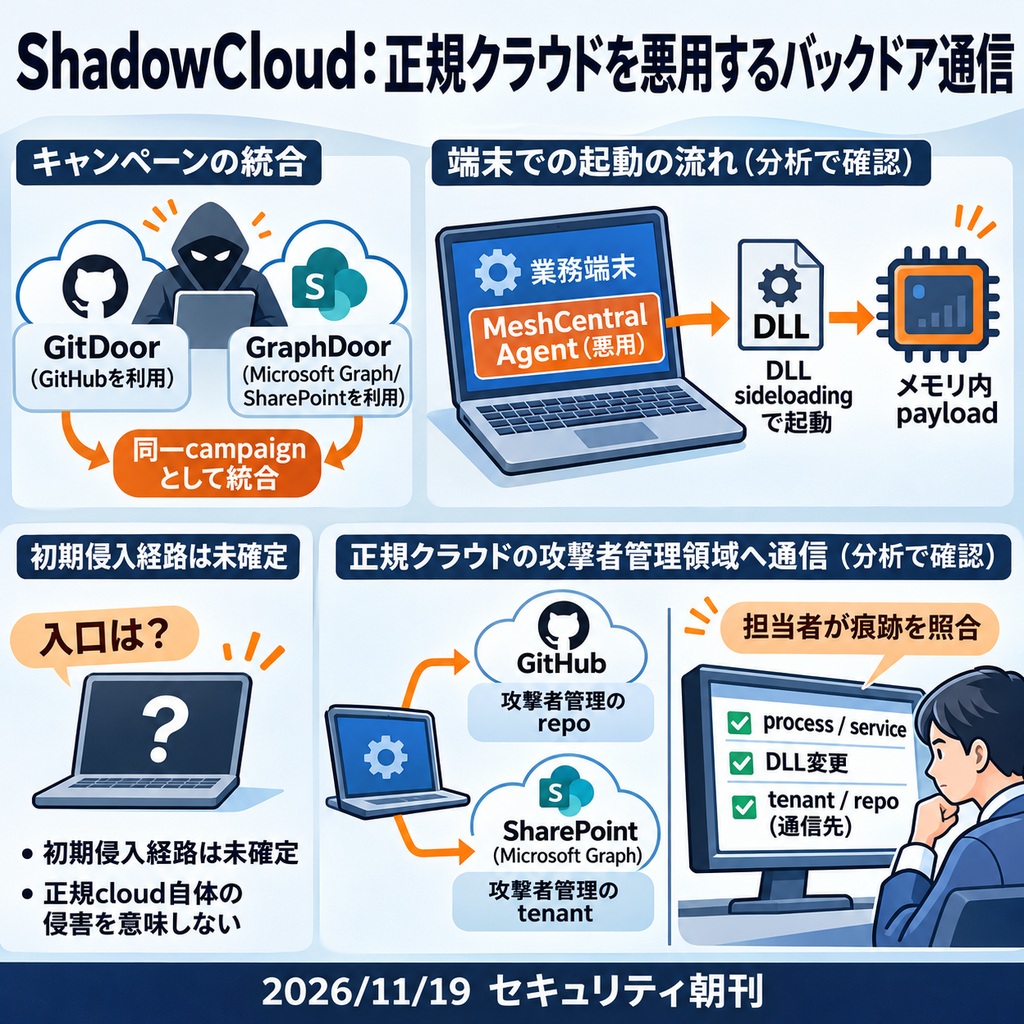 ShadowCloud：正規クラウドを悪用するバックドア通信
キャンペーンの統合
GitDoor
（GitHubを利用）
S
GraphDoor
（Microsoft Graph/
SharePointを利用）
同一campaign
として統合
端末での起動の流れ（分析で確認）
業務端末
MeshCentral
Agent（悪用）
DLL
DLL
sideloading
で起動
メモリ内
payload
初期侵入経路は未確定
入口は？
?
• 初期侵入経路は未確定
• 正規cloud自体の
侵害を意味しない
正規クラウドの攻撃者管理領域へ通信（分析で確認）
GitHub
攻撃者管理の
repo
S
SharePoint
（Microsoft Graph）
攻撃者管理の
tenant
担当者が痕跡を照合
process / service
DLL変更
tenant / repo
（通信先）
2026/11/19 セキュリティ朝刊